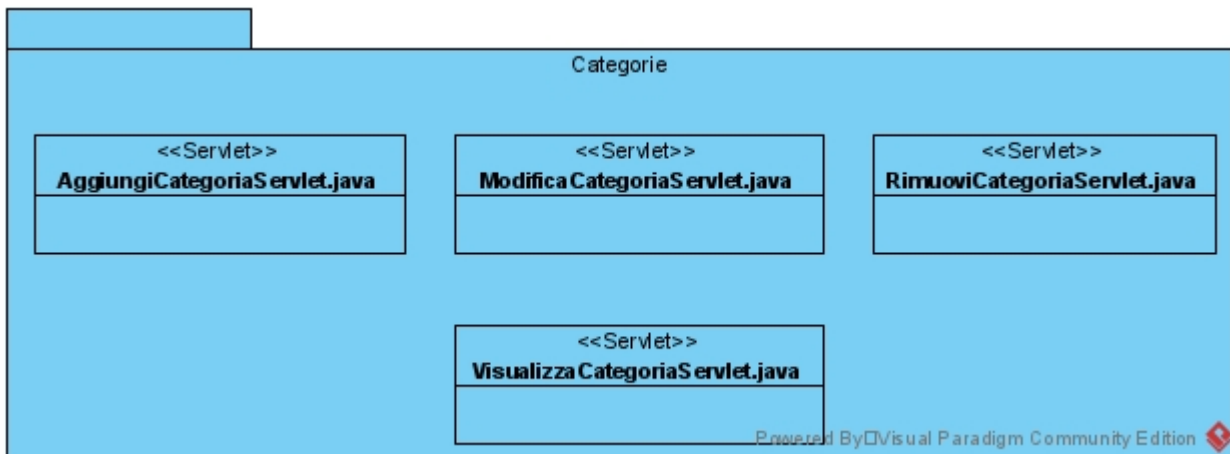 Categorie
<<Servlet>>
AggiungiCategoriaServlet.java
<<Servlet>>
ModificaCategoriaServlet.java
<<Servlet>>
RimuoviCategoriaServlet.java
<<Servlet>>
VisualizzaCategoriaServlet.java
Powered By□Visual Paradigm Community Edition